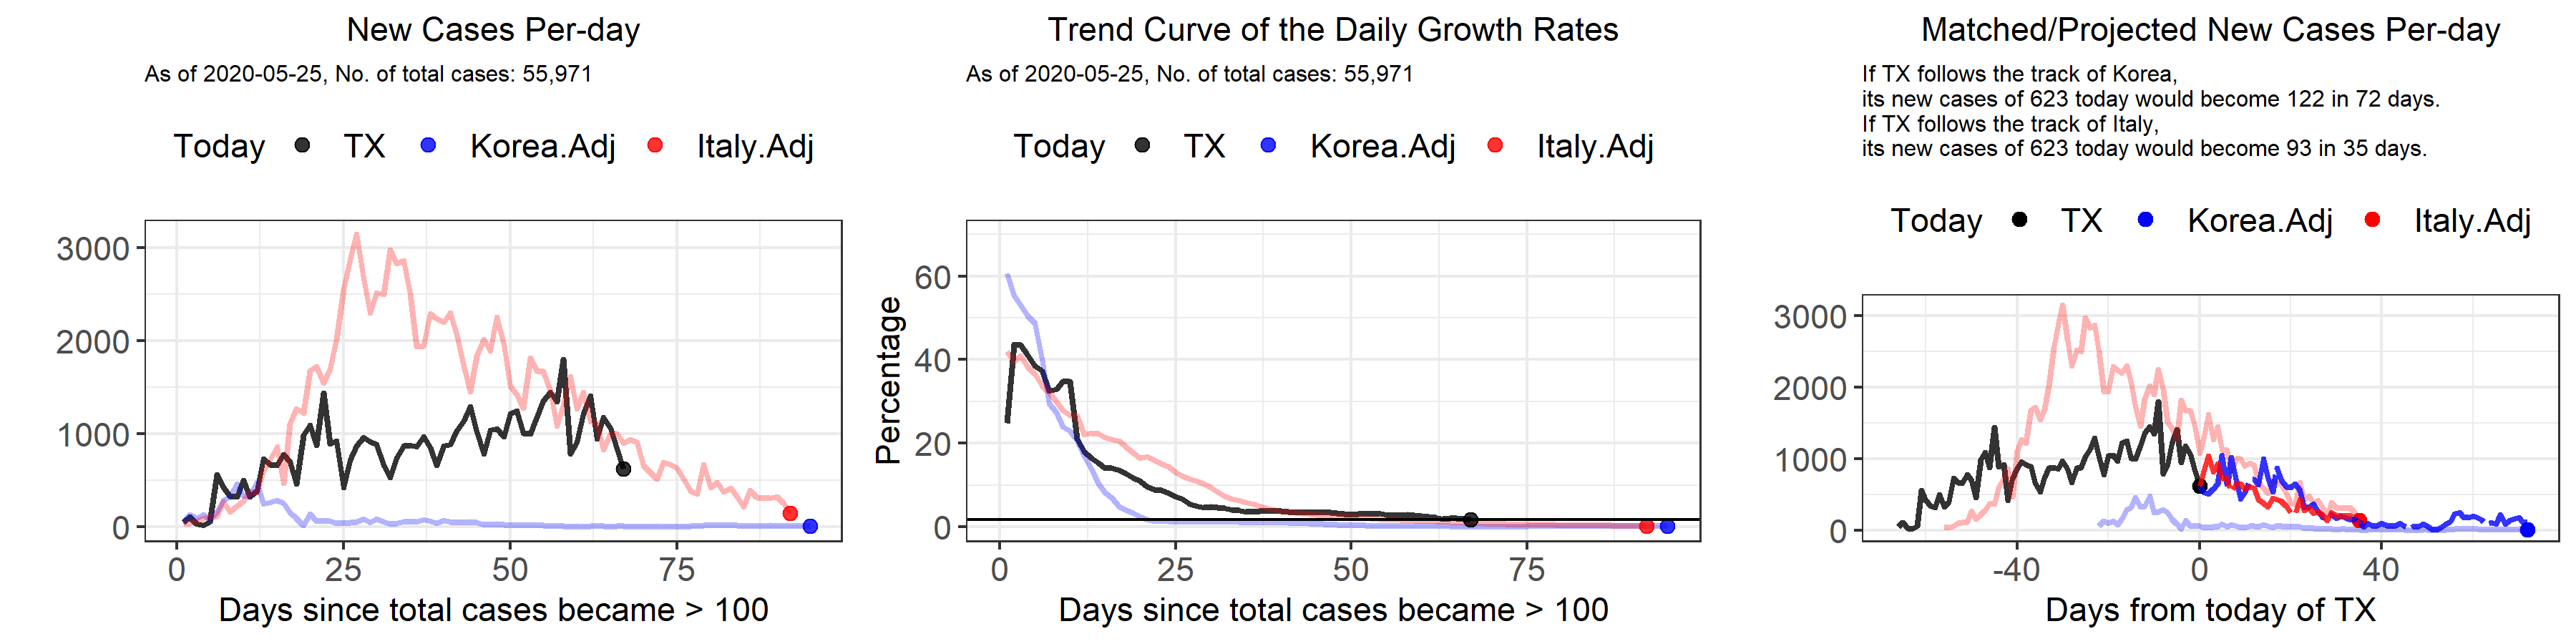 New Cases Per-day
As of 2020-05-25, No. of total cases: 55,971
Today TX Korea.Adj Italy.Adj
3000
2000
1000
0
0 25 50 75
Days since total cases became > 100
Trend Curve of the Daily Growth Rates
As of 2020-05-25, No. of total cases: 55,971
Today TX Korea.Adj Italy.Adj
Percentage
60
40
20
0
0 25 50 75
Days since total cases became > 100
Matched/Projected New Cases Per-day
If TX follows the track of Korea,
its new cases of 623 today would become 122 in 72 days.
If TX follows the track of Italy,
its new cases of 623 today would become 93 in 35 days.
Today TX Korea.Adj Italy.Adj
3000
2000
1000
0
-40 0 40
Days from today of TX